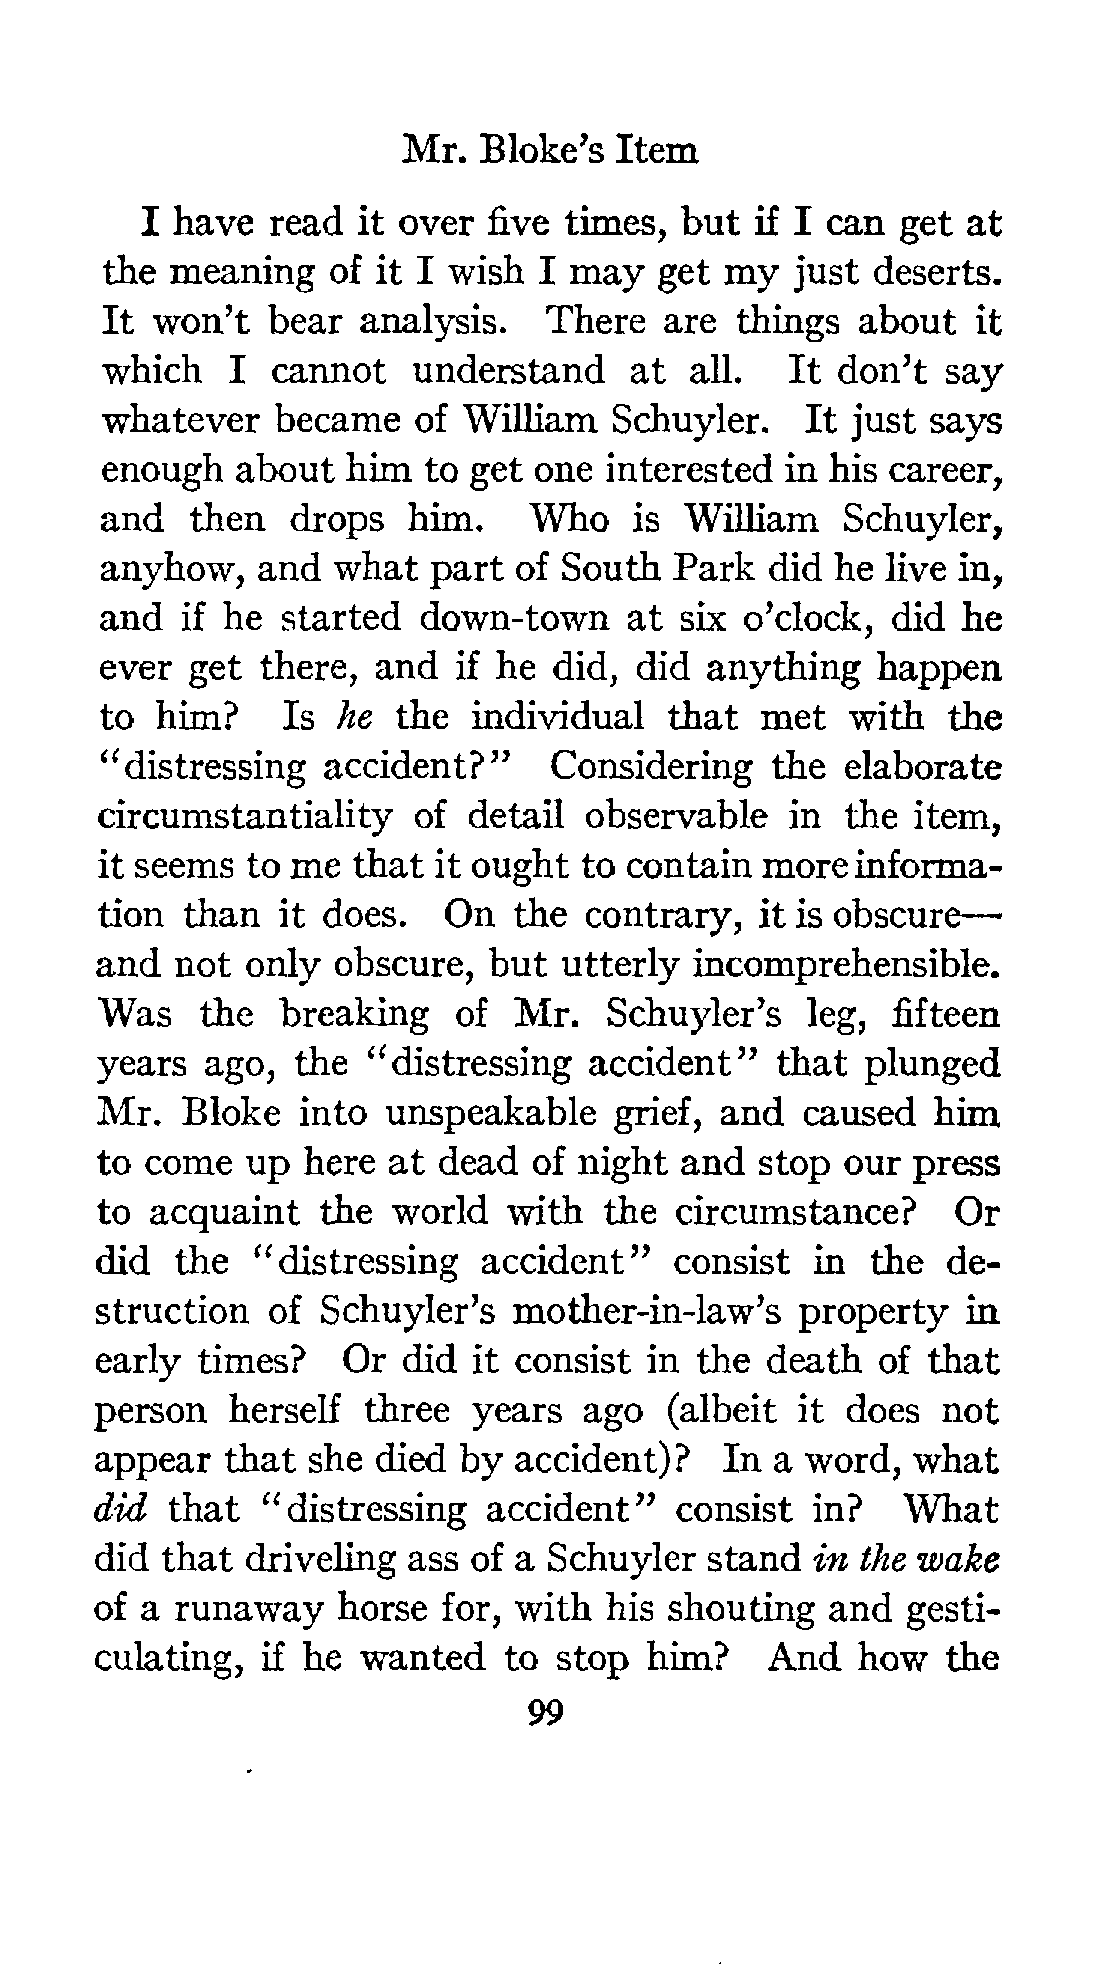 Mr. Bloke's Item
I have read it over five times, but if I can get at
the meaning of it I wish I may get my just deserts.
It won't bear analysis. There are things about it
which I cannot understand at all. It don't say
whatever became of William Schuyler. It just says
enough about him to get one interested in his career,
and then drops him. Who is William Schuyler,
anyhow, and what part of South Park did he live in,
and if he started down-town at six o'clock, did he
ever get there, and if he did, did anything happen
to him? Is he the individual that met with the
"distressing accident?" Considering the elaborate
circumstantiality of detail observable in the item,
it seems to me that it ought to contain more informa-
tion than it does. On the contrary, it is obscure—
and not only obscure, but utterly incomprehensible.
Was the breaking of Mr. Schuyler's leg, fifteen
years ago, the "distressing accident" that plunged
Mr. Bloke into unspeakable grief, and caused him
to come up here at dead of night and stop our press
to acquaint the world with the circumstance? Or
did the "distressing accident" consist in the de-
struction of Schuyler's mother-in-law's property in
early times? Or did it consist in the death of that
person herself three years ago (albeit it does not
appear that she died by accident)? In a word, what
did that "distressing accident" consist in? What
did that driveling ass of a Schuyler stand in the wake
of a runaway horse for, with his shouting and gesti-
culating, if he wanted to stop him? And how the
99